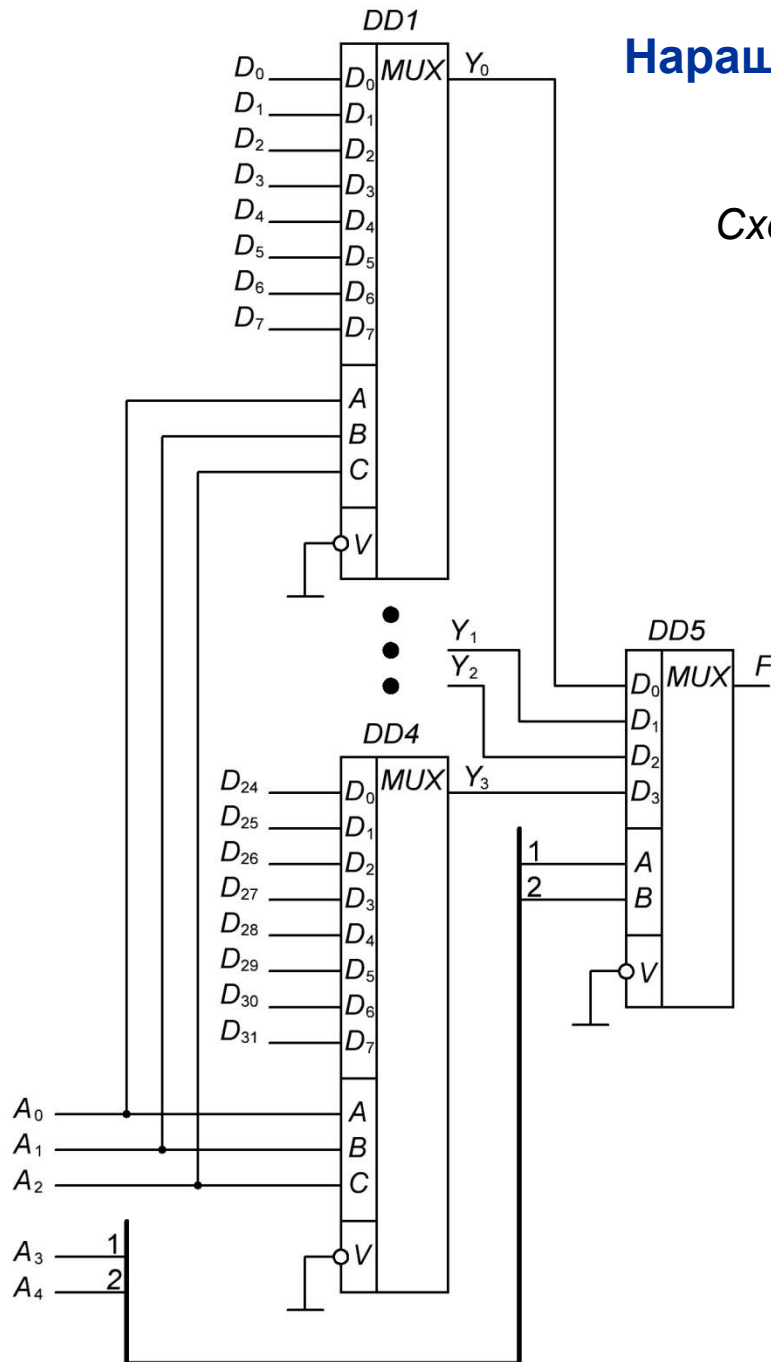 DD1
Наращ
Схе
D₀ D₀ MUX Y₀
D₁ D₁
D₂ D₂
D₃ D₃
D₄ D₄
D₅ D₅
D₆ D₆
D₇ D₇
A
B
C
V
Y₁ DD5
Y₂ D₀ MUX F
D₁
DD4 D₂
D₂₄ D₀ MUX Y₃ D₃
D₂₅ D₁
D₂₆ D₂ 1 A
D₂₇ D₃ 2 B
D₂₈ D₄
D₂₉ D₅ V
D₃₀ D₆
D₃₁ D₇
A₀ A
A₁ B
A₂ C
A₃ 1 V
A₄ 2